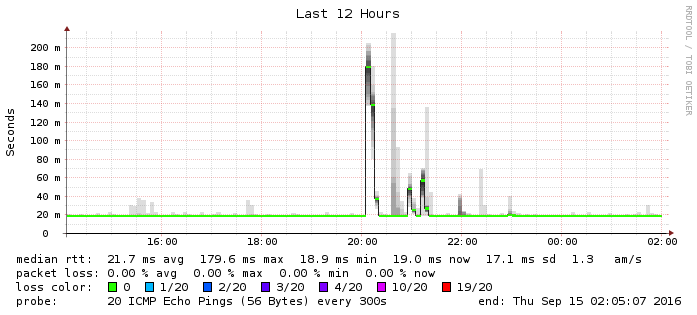 Last 12 Hours
RRDTOOL / TOBI OETIKER
Seconds
200 m
180 m
160 m
140 m
120 m
100 m
80 m
60 m
40 m
20 m
0
16:00 18:00 20:00 22:00 00:00 02:00
median rtt: 21.7 ms avg 179.6 ms max 18.9 ms min 19.0 ms now 17.1 ms sd 1.3 am/s
packet loss: 0.00 % avg 0.00 % max 0.00 % min 0.00 % now
loss color: 0 1/20 2/20 3/20 4/20 10/20 19/20
probe: 20 ICMP Echo Pings (56 Bytes) every 300s end: Thu Sep 15 02:05:07 2016